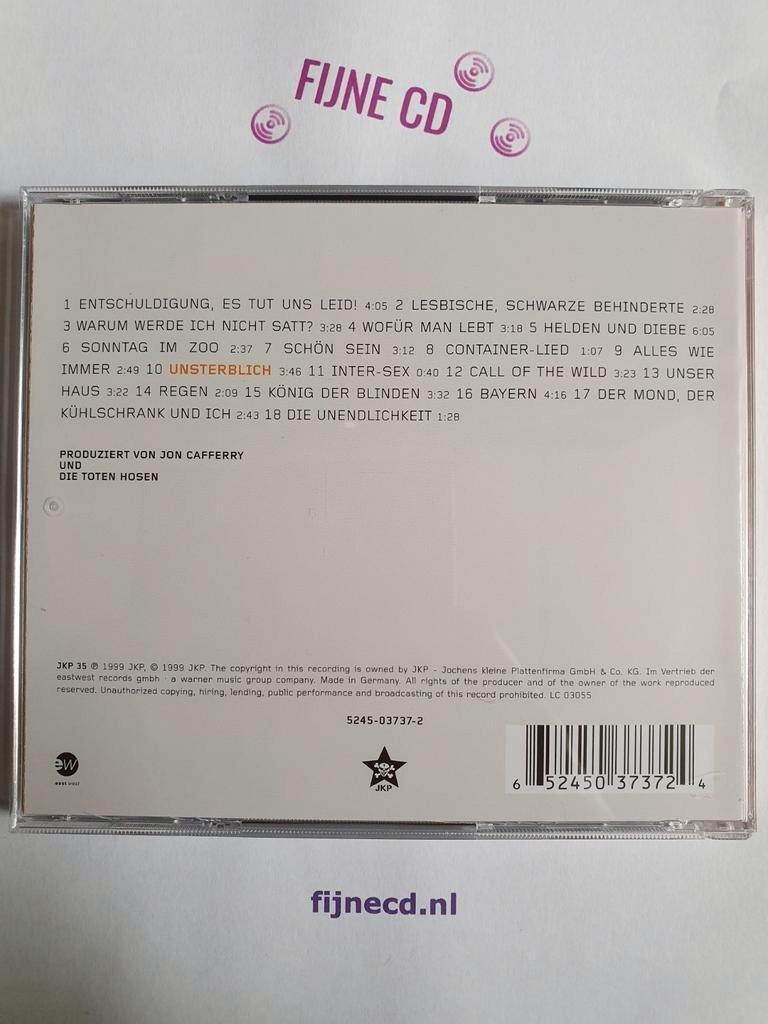 FIJNE CD
1 ENTSCHULDIGUNG, ES TUT UNS LEID! 4:05 2 LESBISCHE, SCHWARZE BEHINDERTE 2:28
3 WARUM WERDE ICH NICHT SATT? 3:28 4 WOFÜR MAN LEBT 3:18 5 HELDEN UND DIEBE 6:05
6 SONNTAG IM ZOO 2:37 7 SCHÖN SEIN 3:12 8 CONTAINER-LIED 1:07 9 ALLES WIE
IMMER 2:49 10 UNSTERBLICH 3:46 11 INTER-SEX 0:40 12 CALL OF THE WILD 3:23 13 UNSER
HAUS 3:22 14 REGEN 2:09 15 KÖNIG DER BLINDEN 3:32 16 BAYERN 4:16 17 DER MOND, DER
KÜHLSCHRANK UND ICH 2:43 18 DIE UNENDLICHKEIT 1:28
PRODUZIERT VON JON CAFFERRY
UND
DIE TOTEN HOSEN
JKP 35 ℗ 1999 JKP, © 1999 JKP. The copyright in this recording is owned by JKP - Jochens kleine Plattenfirma GmbH & Co. KG. Im Vertrieb der
eastwest records gmbh · a warner music group company. Made in Germany. All rights of the producer and of the owner of the work reproduced
reserved. Unauthorized copying, hiring, lending, public performance and broadcasting of this record prohibited. LC 03055
5245-03737-2
ew
east west
JKP
6 52450 37372 4
fijnecd.nl